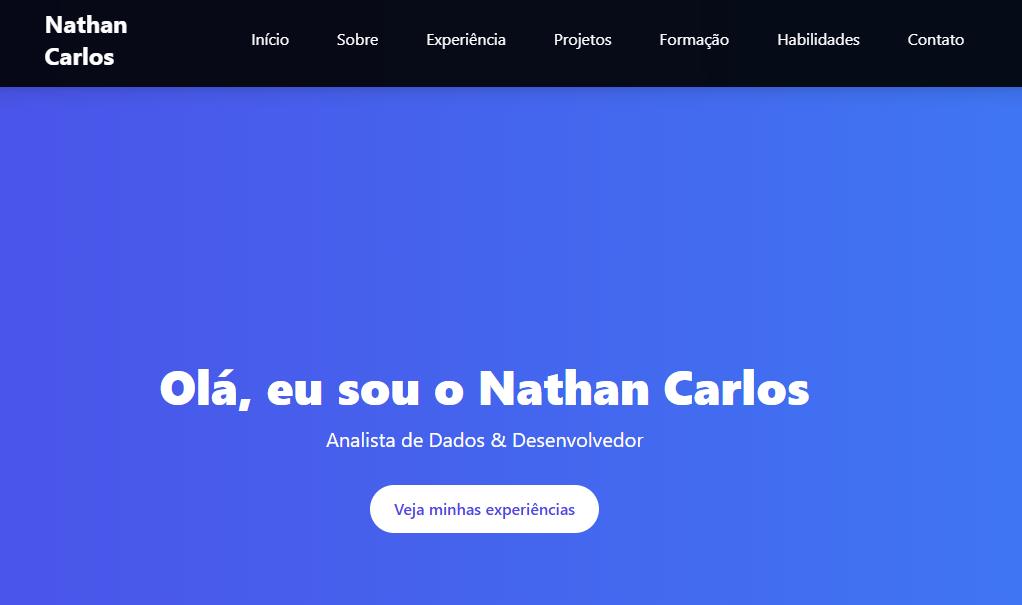 Nathan
Carlos
Início Sobre Experiência Projetos Formação Habilidades Contato
Olá, eu sou o Nathan Carlos
Analista de Dados & Desenvolvedor
Veja minhas experiências